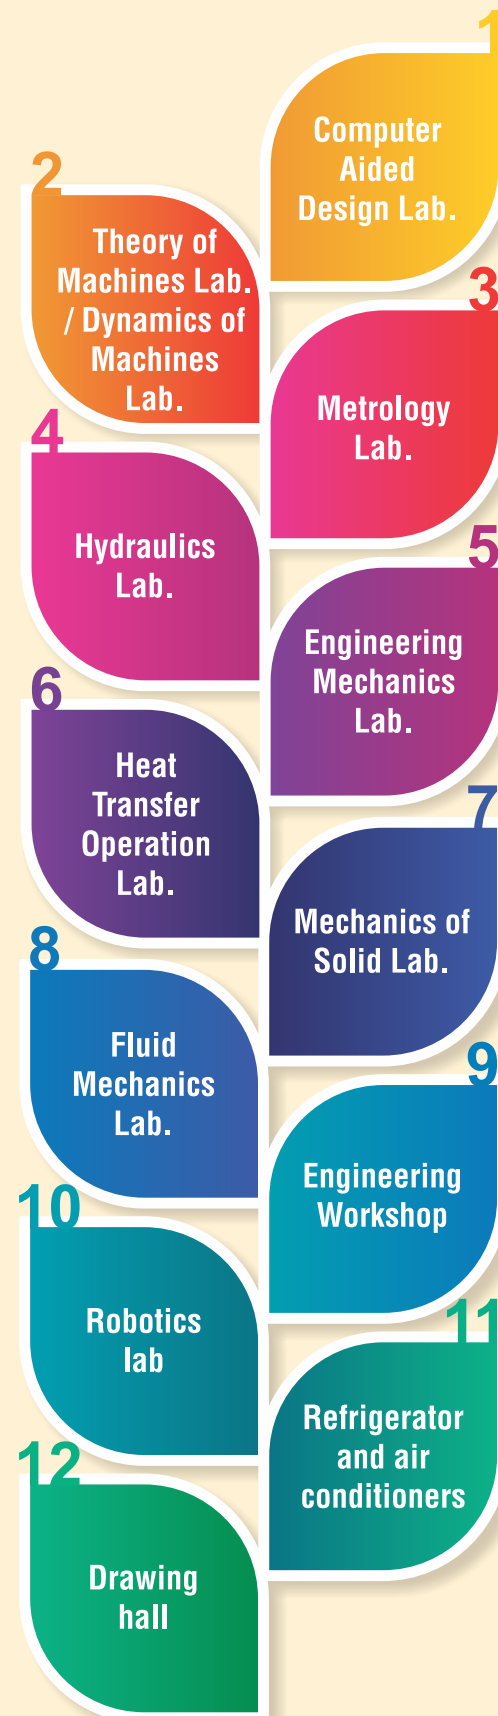 1
Computer
Aided
Design Lab.
2
Theory of
Machines Lab.
/ Dynamics of
Machines
Lab.
3
Metrology
Lab.
4
Hydraulics
Lab.
5
Engineering
Mechanics
Lab.
6
Heat
Transfer
Operation
Lab.
7
Mechanics of
Solid Lab.
8
Fluid
Mechanics
Lab.
9
Engineering
Workshop
10
Robotics
lab
11
Refrigerator
and air
conditioners
12
Drawing
hall